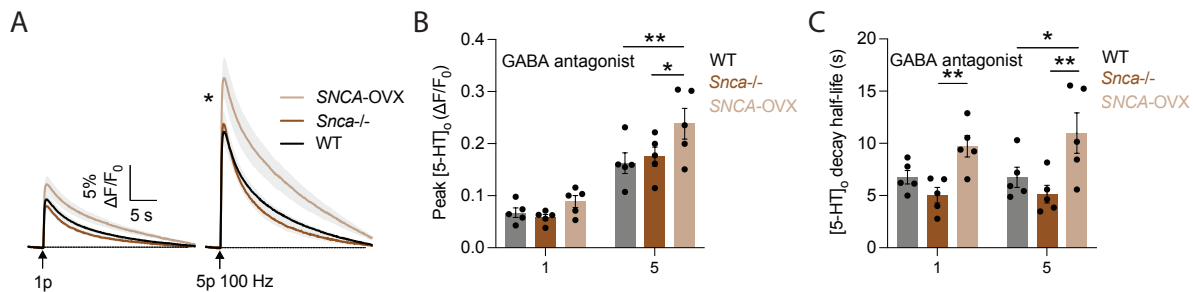 A
SNCA-OVX
Snca-/-
WT
5%
ΔF/F0
5 s
*
1p
5p 100 Hz
B
Peak [5-HT]o (ΔF/F0)
0.4
0.3
0.2
0.1
0.0
GABA antagonist
**
*
WT
Snca-/-
SNCA-OVX
1
5
C
[5-HT]o decay half-life (s)
20
15
10
5
0
GABA antagonist
**
*
**
WT
Snca-/-
SNCA-OVX
1
5